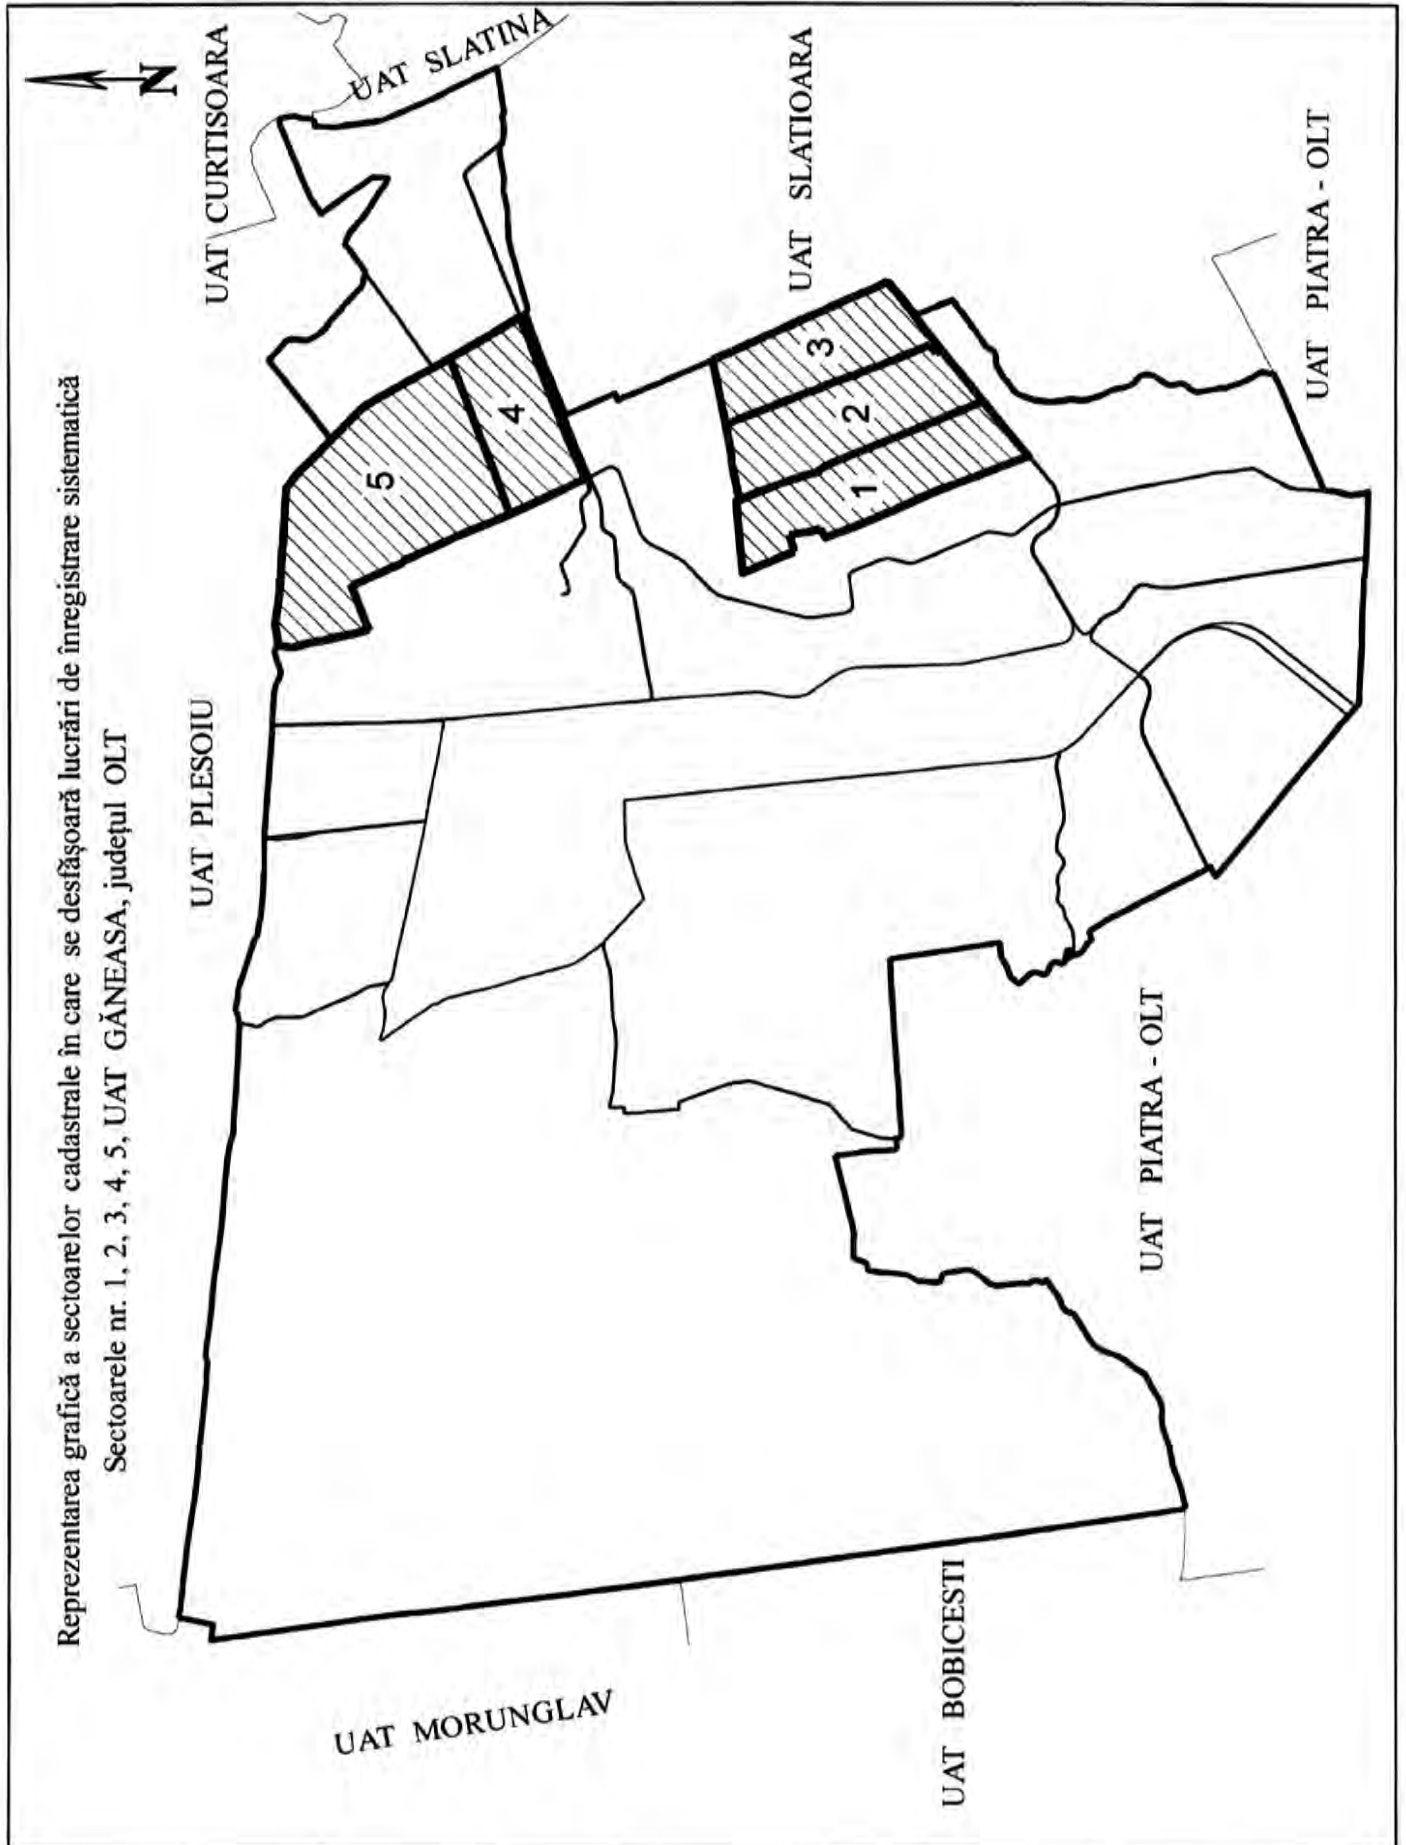 Reprezentarea grafică a sectoarelor cadastrale în care se desfășoară lucrări de înregistrare sistematică
Sectoarele nr. 1, 2, 3, 4, 5, UAT GĂNEASA, județul OLT
N
UAT CURTISOARA
UAT SLATINA
UAT PLESOIU
5
4
UAT SLATIOARA
3
2
1
UAT MORUNGLAV
UAT BOBICESTI
UAT PIATRA - OLT
UAT PIATRA - OLT